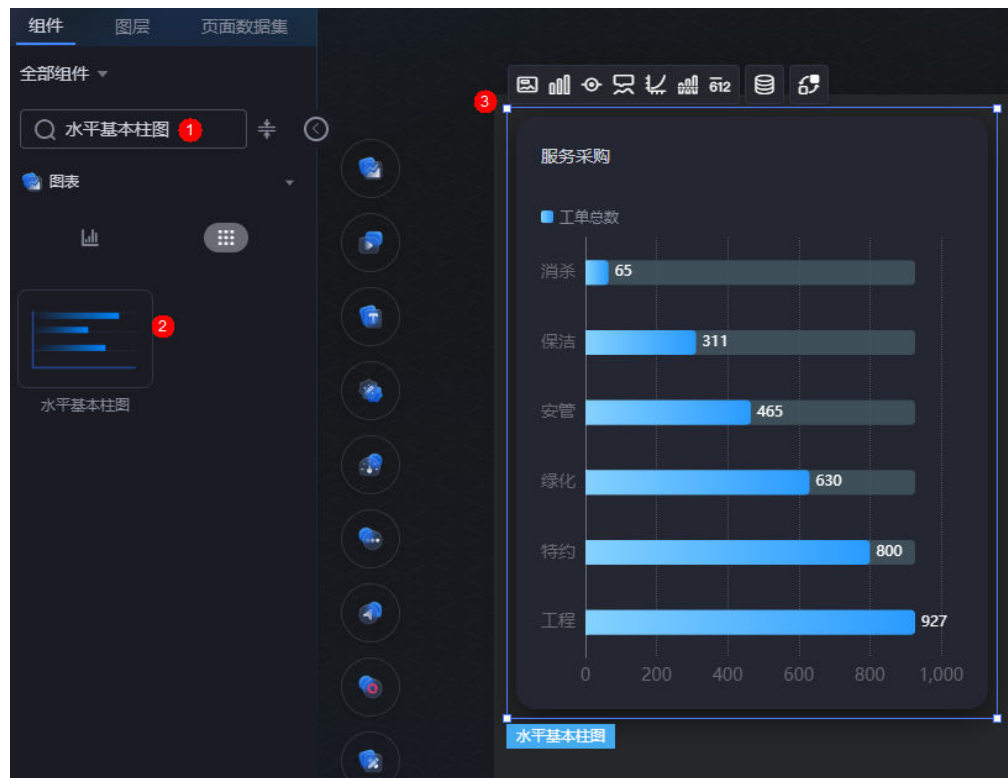 组件 图层 页面数据集
全部组件
水平基本柱图 1
图表
2
水平基本柱图
612
3
服务采购
工单总数
消杀 65
保洁 311
安管 465
绿化 630
特约 800
工程 927
0 200 400 600 800 1,000
水平基本柱图